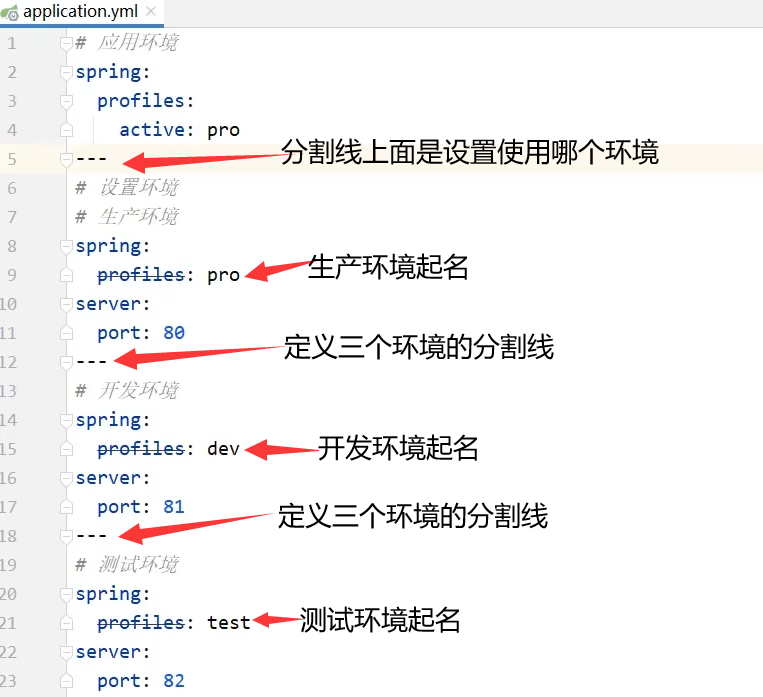 application.yml
1 # 应用环境
2 spring:
3 profiles:
4 active: pro
5 --- 分割线上面是设置使用哪个环境
6 # 设置环境
7 # 生产环境
8 spring:
9 profiles: pro 生产环境起名
10 server:
11 port: 80
12 --- 定义三个环境的分割线
13 # 开发环境
14 spring:
15 profiles: dev 开发环境起名
16 server:
17 port: 81
18 --- 定义三个环境的分割线
19 # 测试环境
20 spring:
21 profiles: test 测试环境起名
22 server:
23 port: 82